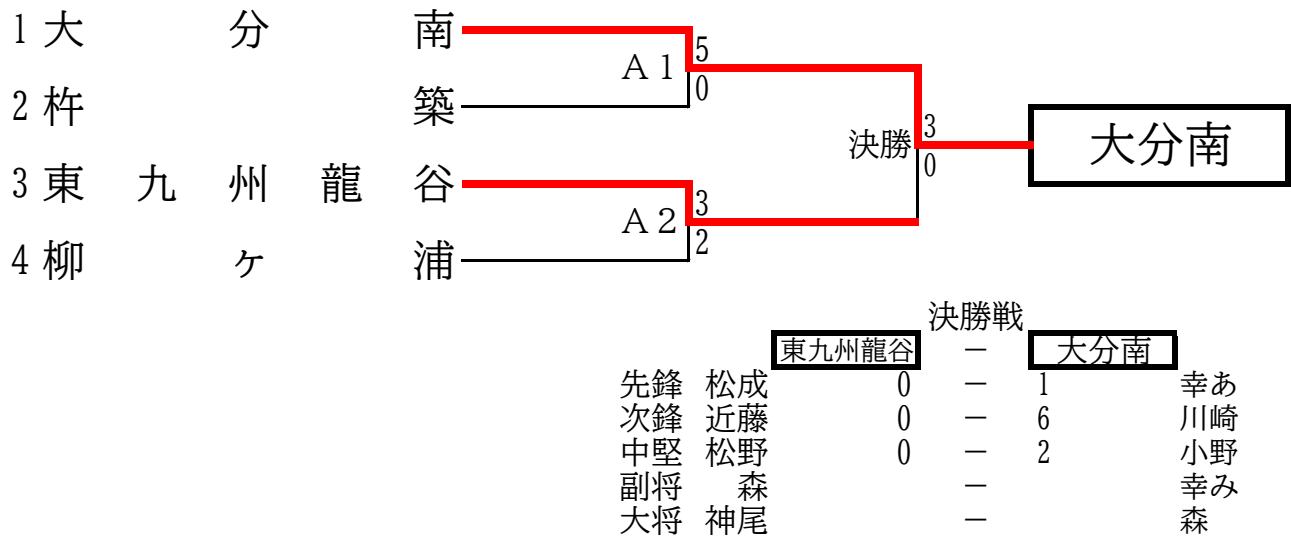 1 大分南
5
A1
0
2 杵築
3
決勝
0
大分南
3 東九州龍谷
3
A2
2
4 柳ヶ浦
決勝戦
東九州龍谷 － 大分南
先鋒 松成 0 － 1 幸あ
次鋒 近藤 0 － 6 川崎
中堅 松野 0 － 2 小野
副将 森 － 幸み
大将 神尾 － 森